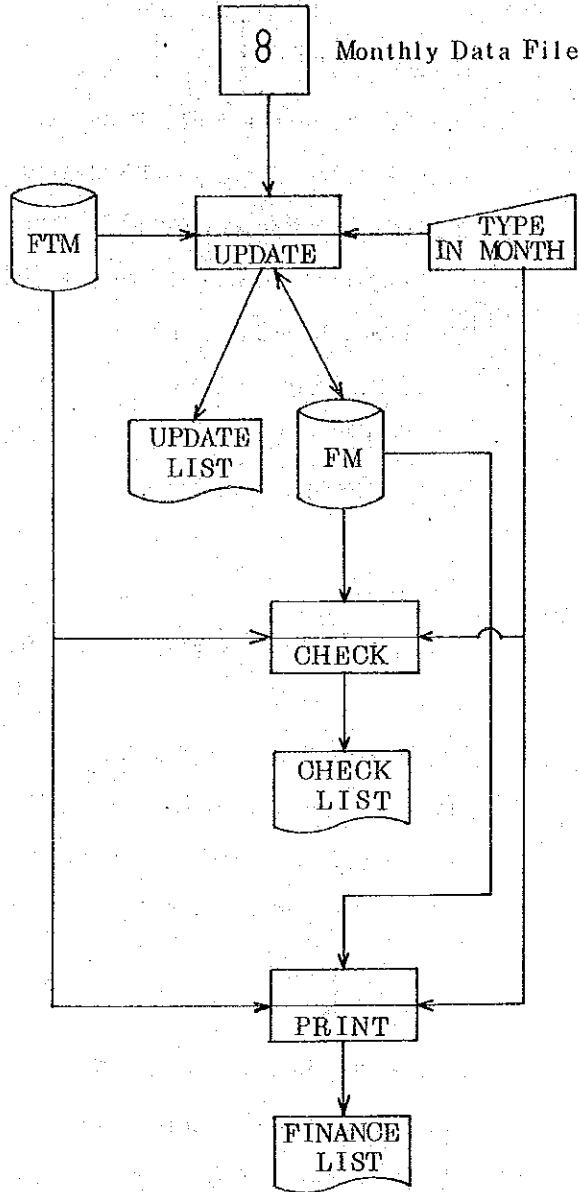 8 Monthly Data File
FTM
UPDATE
TYPE
IN MONTH
UPDATE
LIST
FM
CHECK
CHECK
LIST
PRINT
FINANCE
LIST